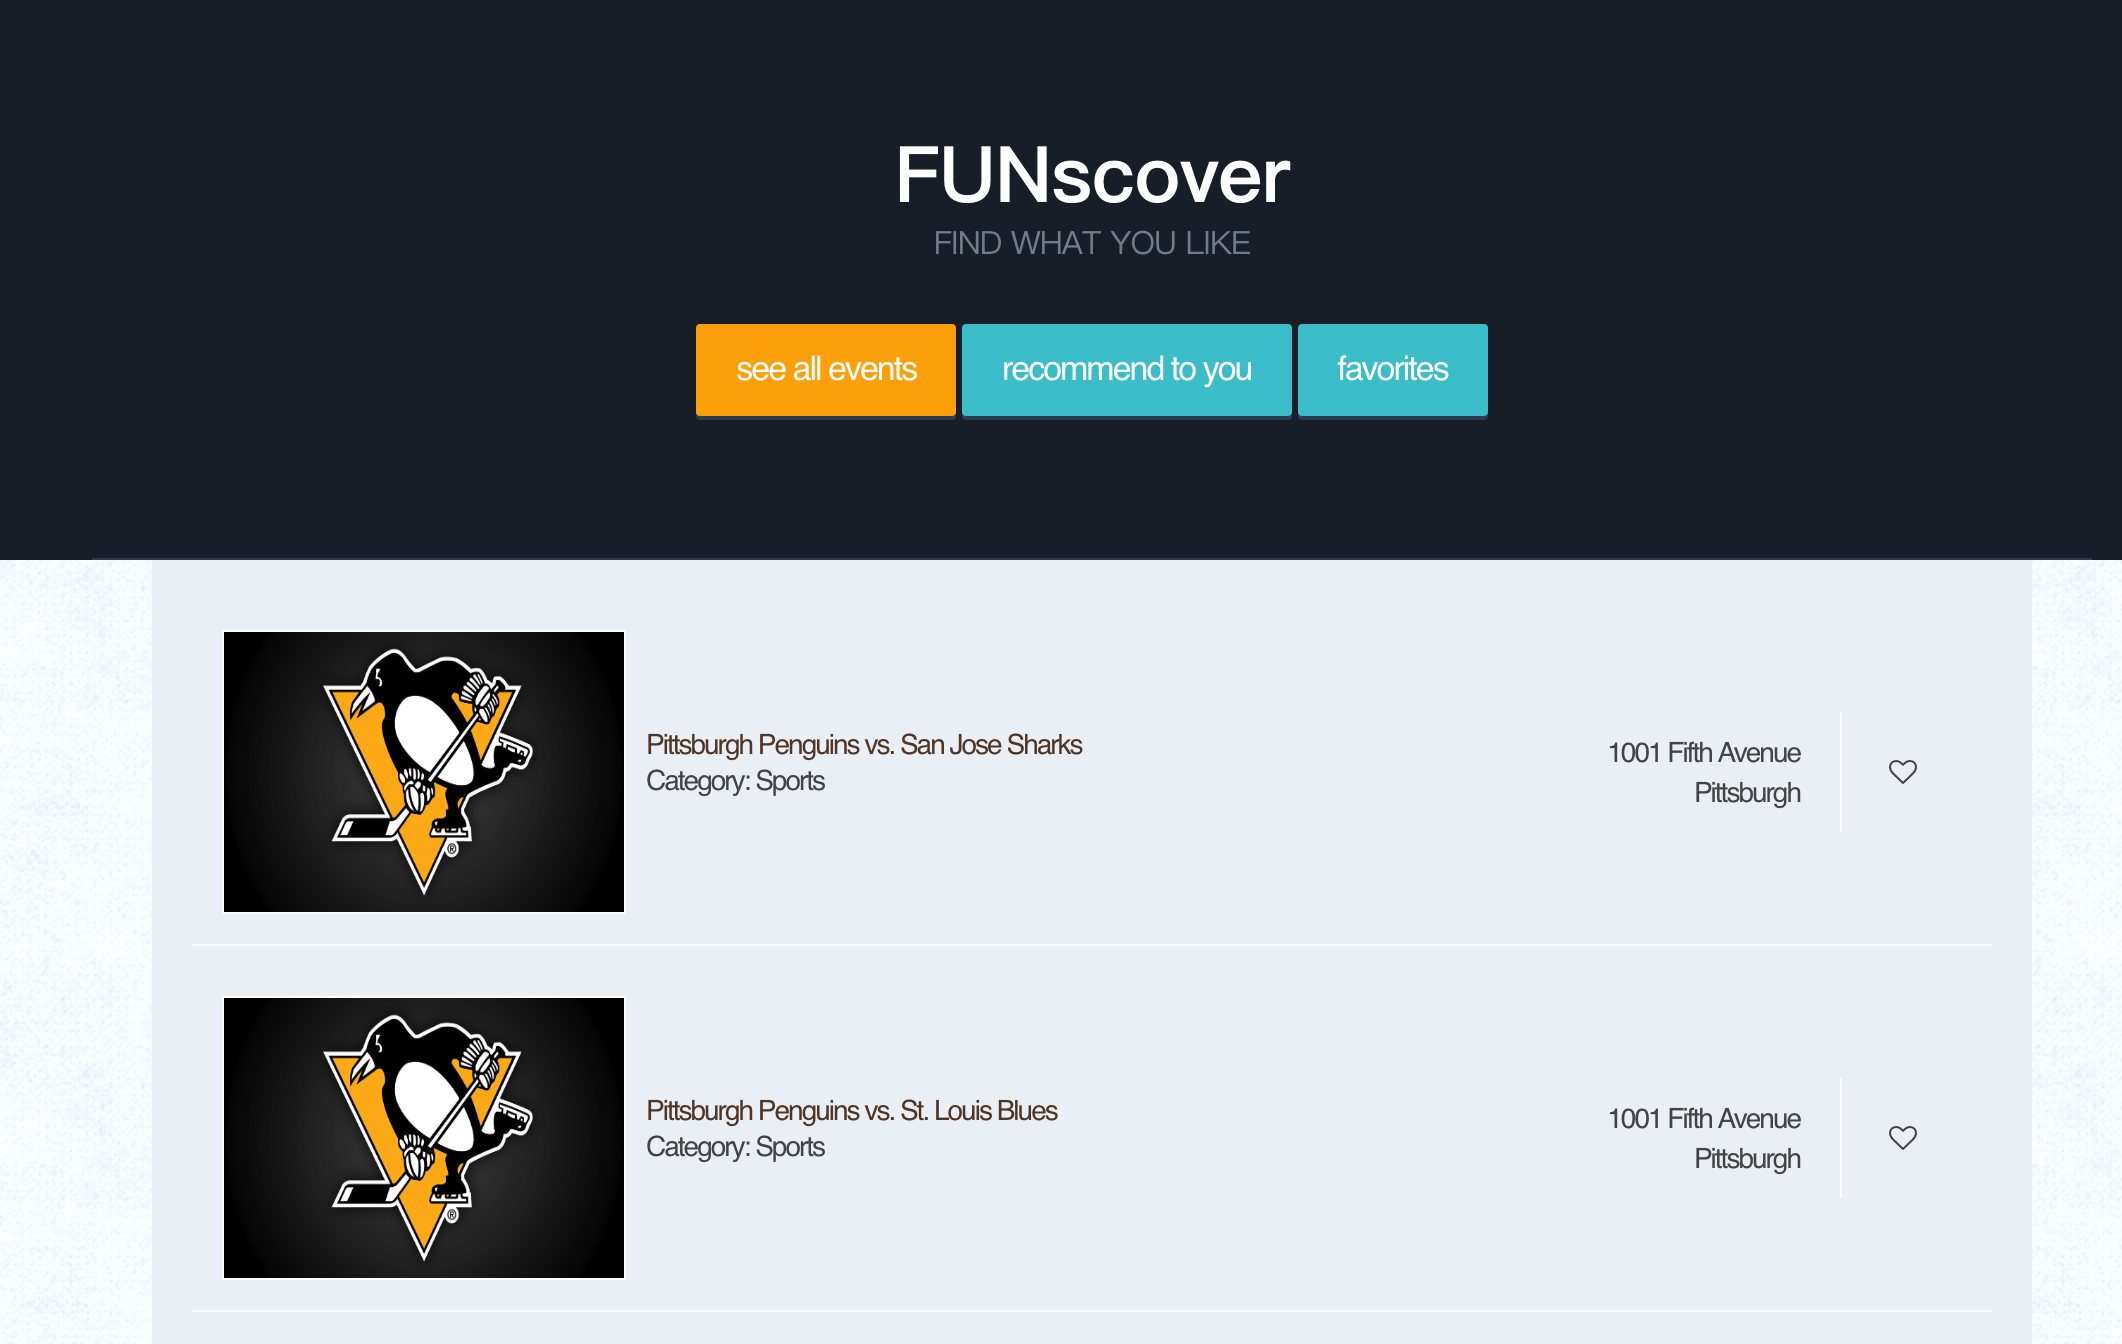 FUNscover
FIND WHAT YOU LIKE
see all events
recommend to you
favorites
Pittsburgh Penguins vs. San Jose Sharks
Category: Sports
1001 Fifth Avenue
Pittsburgh
®
Pittsburgh Penguins vs. St. Louis Blues
Category: Sports
1001 Fifth Avenue
Pittsburgh
®